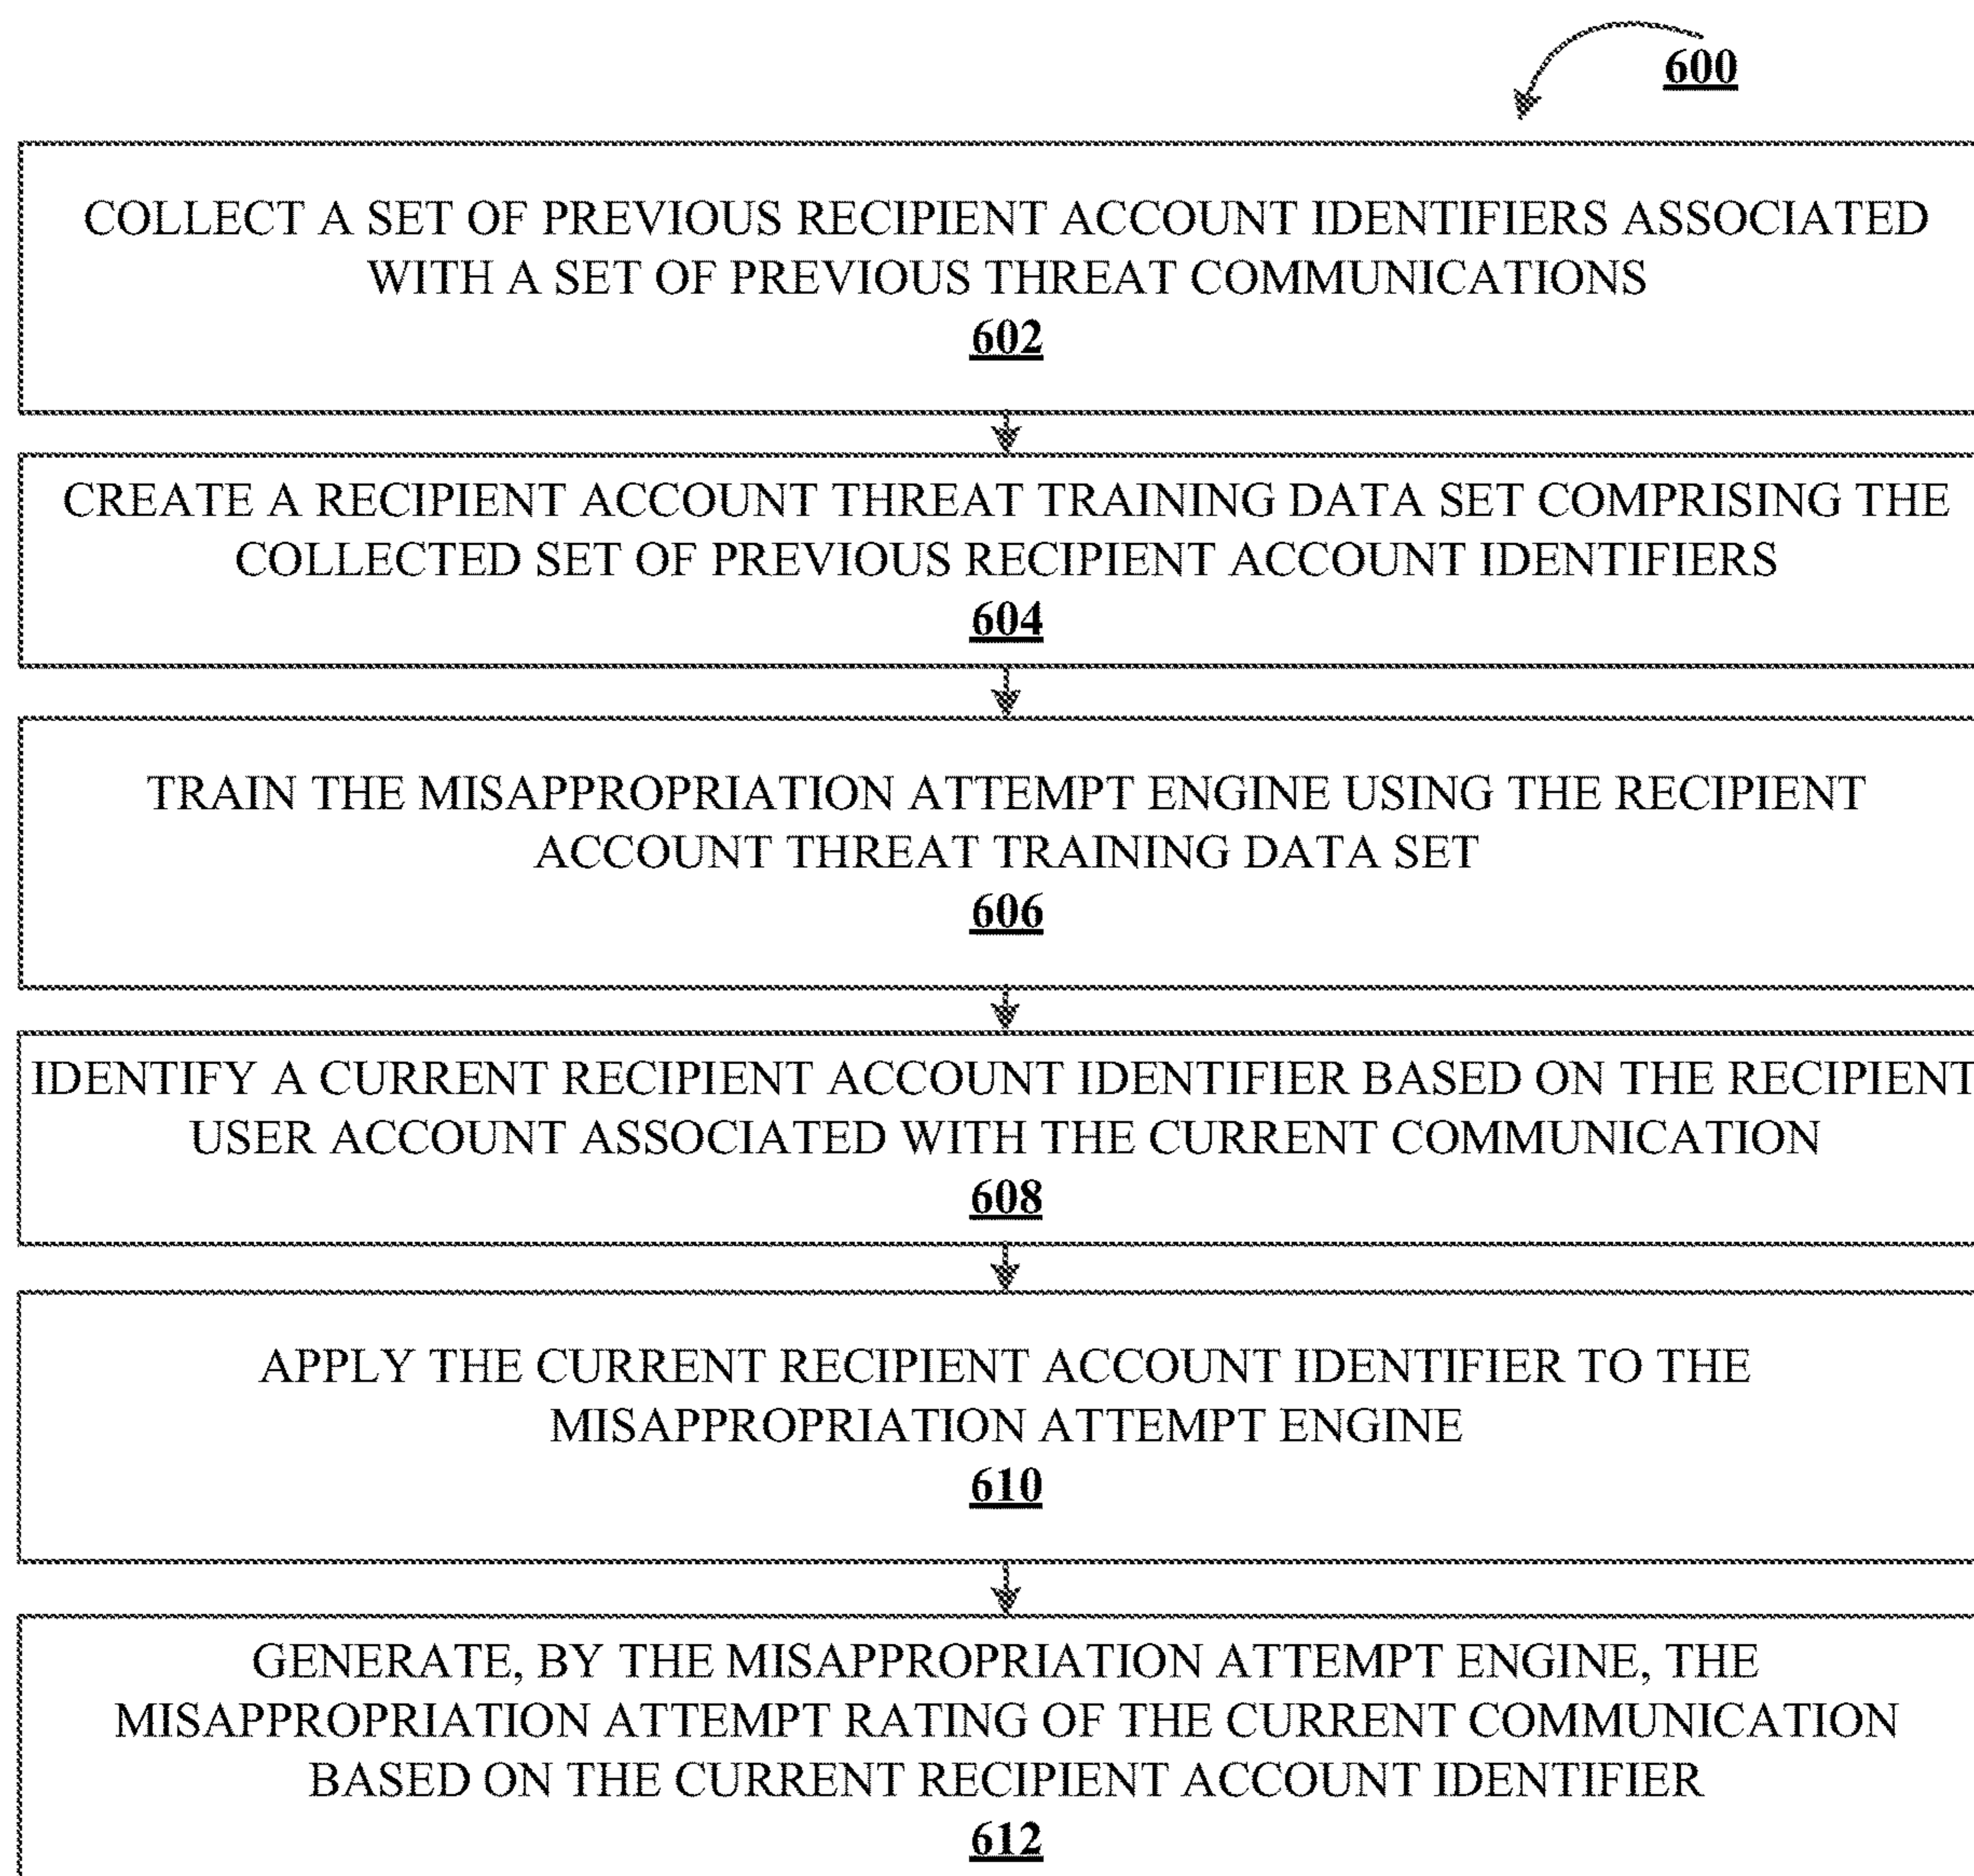 600
COLLECT A SET OF PREVIOUS RECIPIENT ACCOUNT IDENTIFIERS ASSOCIATED
WITH A SET OF PREVIOUS THREAT COMMUNICATIONS
602
CREATE A RECIPIENT ACCOUNT THREAT TRAINING DATA SET COMPRISING THE
COLLECTED SET OF PREVIOUS RECIPIENT ACCOUNT IDENTIFIERS
604
TRAIN THE MISAPPROPRIATION ATTEMPT ENGINE USING THE RECIPIENT
ACCOUNT THREAT TRAINING DATA SET
606
IDENTIFY A CURRENT RECIPIENT ACCOUNT IDENTIFIER BASED ON THE RECIPIENT
USER ACCOUNT ASSOCIATED WITH THE CURRENT COMMUNICATION
608
APPLY THE CURRENT RECIPIENT ACCOUNT IDENTIFIER TO THE
MISAPPROPRIATION ATTEMPT ENGINE
610
GENERATE, BY THE MISAPPROPRIATION ATTEMPT ENGINE, THE
MISAPPROPRIATION ATTEMPT RATING OF THE CURRENT COMMUNICATION
BASED ON THE CURRENT RECIPIENT ACCOUNT IDENTIFIER
612